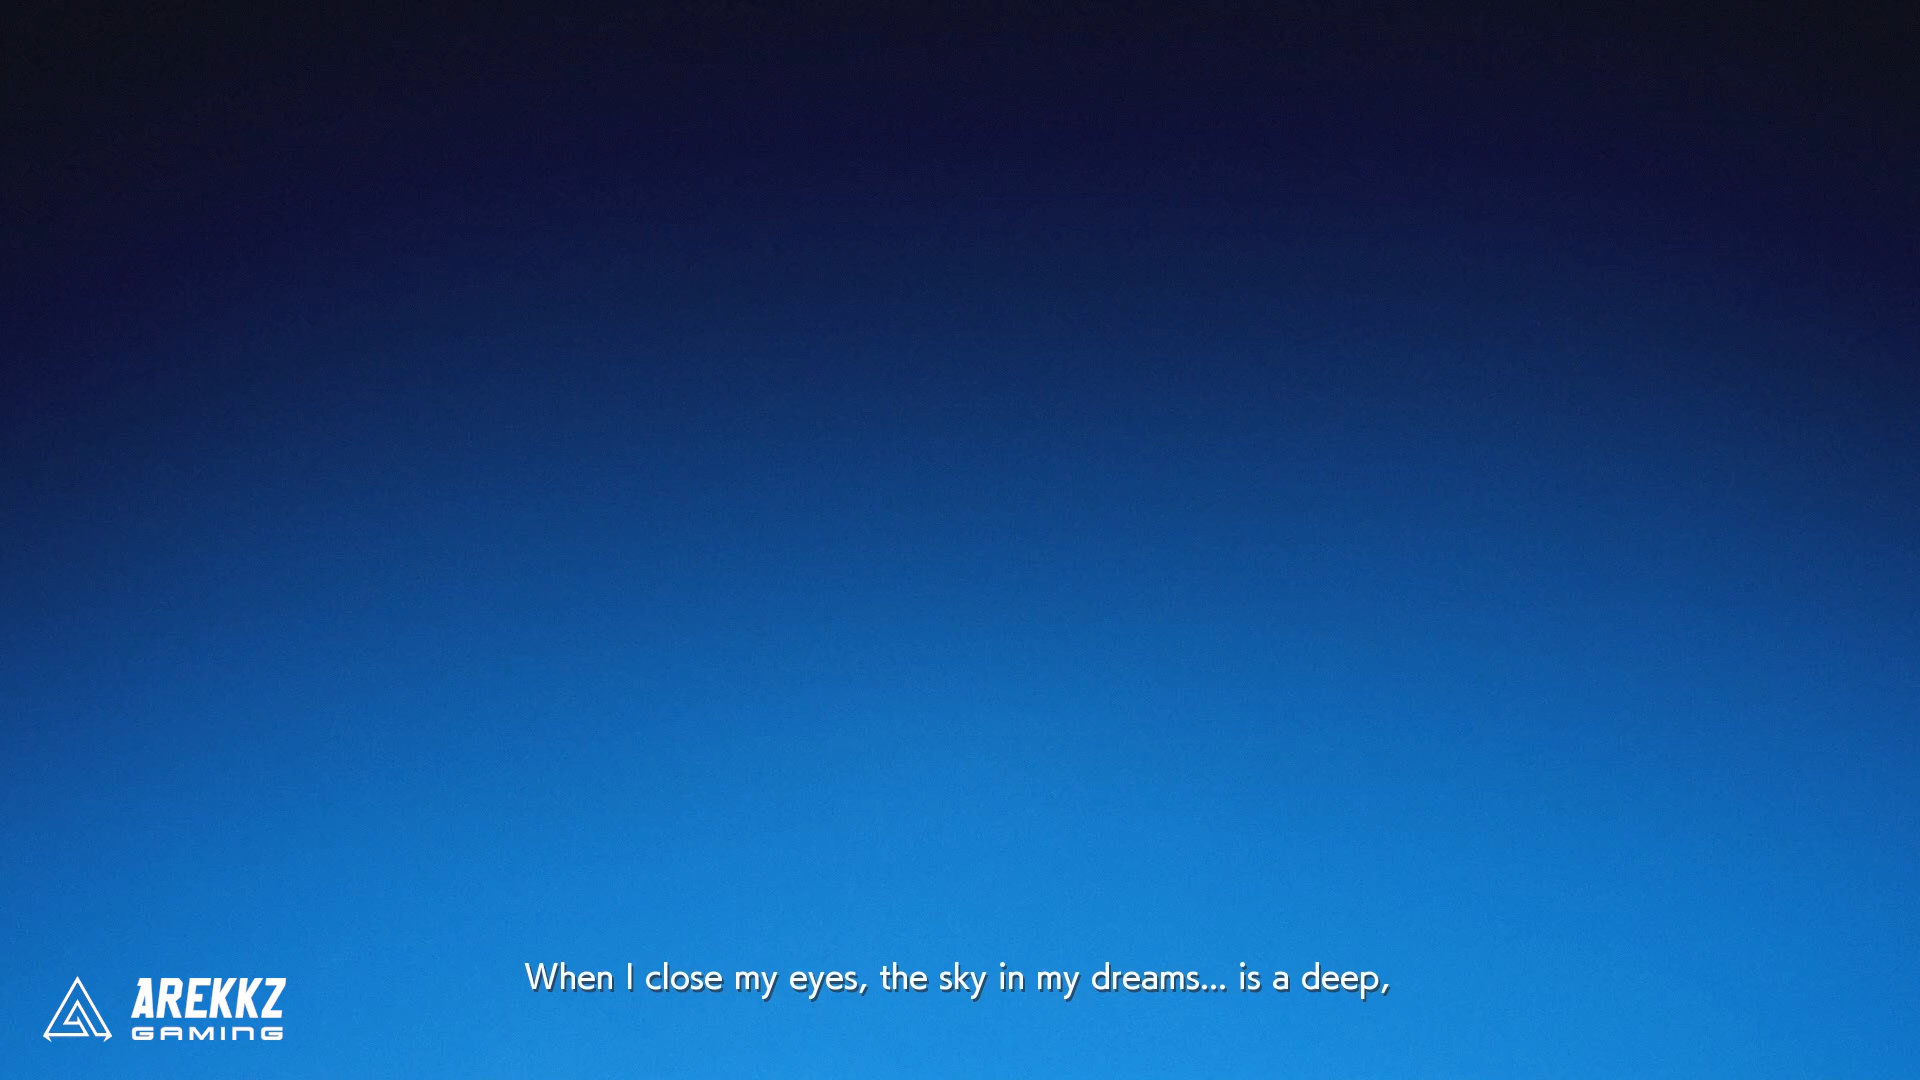 When I close my eyes, the sky in my dreams... is a deep,
AREKKZ
GAMING